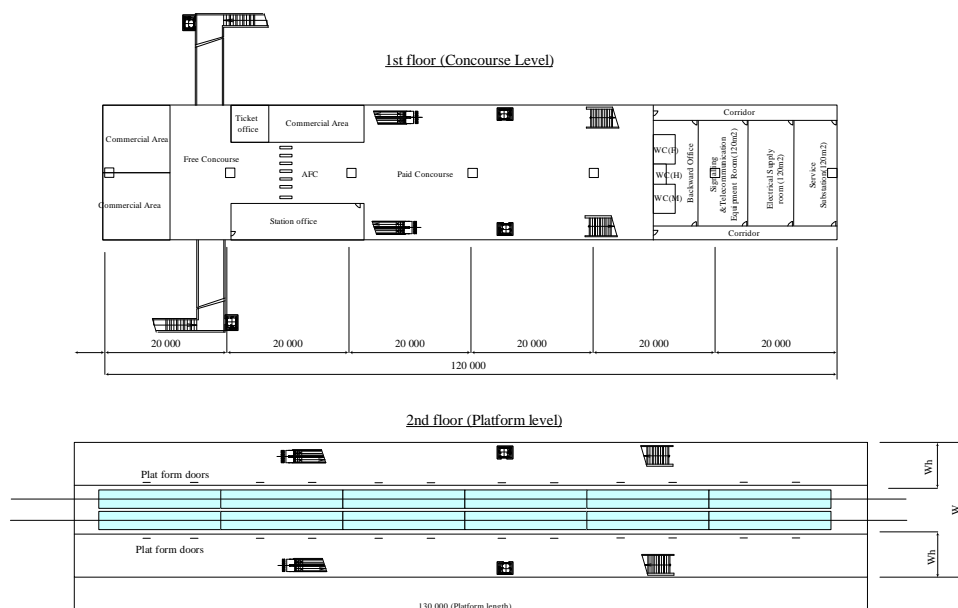 1st floor (Concourse Level)
Commercial Area
Commercial Area
Free Concourse
Ticket
office
Commercial Area
AFC
Station office
Paid Concourse
Corridor
WC(F)
WC(H)
WC(M)
Backward Office
Signaling
&Telecommunication
Equipment Room(120m2)
Electrical Supply
room (120m2)
Service
Substation(120m2)
Corridor
20 000
20 000
20 000
20 000
20 000
20 000
120 000
2nd floor (Platform level)
Plat form doors
Plat form doors
Wh
W
Wh
130 000 (Platform length)